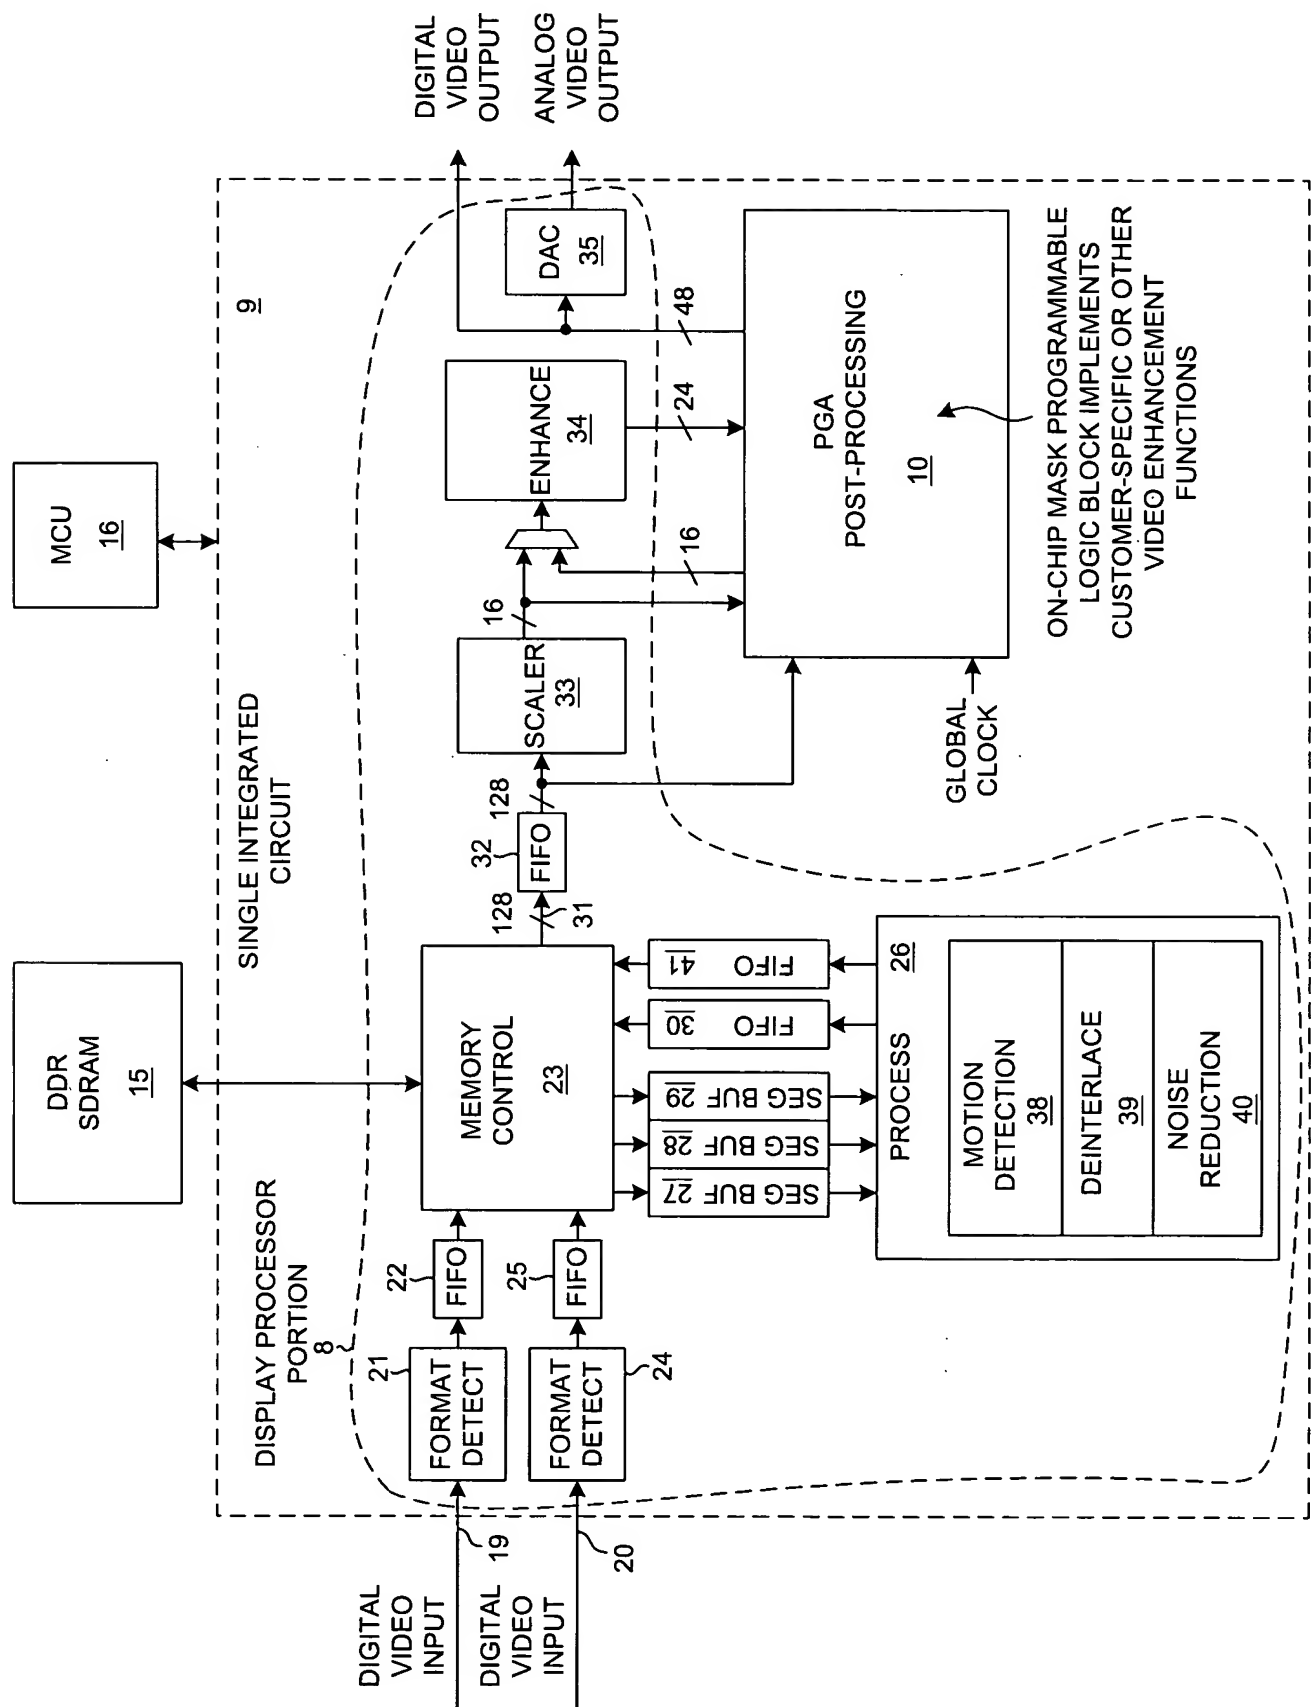 DDR
SDRAM
15
MCU
16
SINGLE INTEGRATED
CIRCUIT
9
DISPLAY PROCESSOR
PORTION
8
DIGITAL
VIDEO
INPUT
19
DIGITAL
VIDEO
INPUT
20
FORMAT
DETECT
21
FIFO
22
FORMAT
DETECT
24
FIFO
25
MEMORY
CONTROL
23
128
31
FIFO
32
128
SCALER
33
16
16
ENHANCE
34
24
DAC
35
48
DIGITAL
VIDEO
OUTPUT
ANALOG
VIDEO
OUTPUT
SEG BUF 27
SEG BUF 28
SEG BUF 29
FIFO 30
FIFO 41
PROCESS 26
MOTION
DETECTION 38
DEINTERLACE
39
NOISE
REDUCTION 40
PGA
POST-PROCESSING
10
GLOBAL
CLOCK
ON-CHIP MASK PROGRAMMABLE
LOGIC BLOCK IMPLEMENTS
CUSTOMER-SPECIFIC OR OTHER
VIDEO ENHANCEMENT
FUNCTIONS